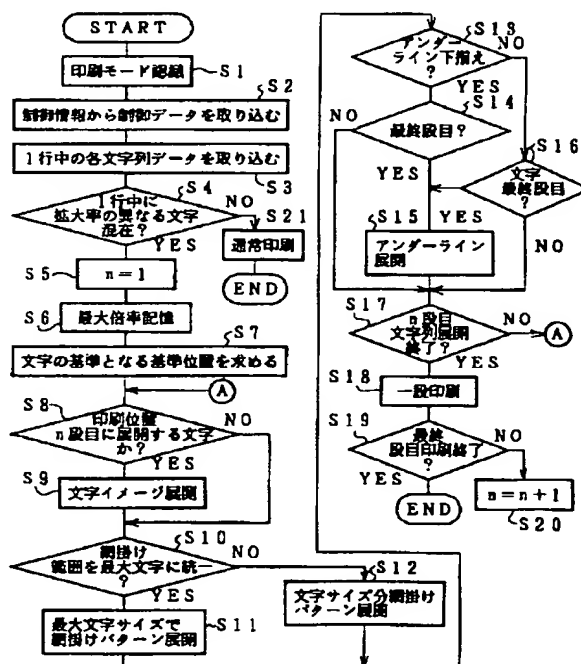 START
印刷モード認識
S1
S2
制御情報から制御データを取り込む
1行中の各文字列データを取り込む
S3
S4
1行中に
拡大率の異なる文字
混在?
NO
YES
S21
通常印刷
END
S5
n=1
S6
最大倍率記憶
S7
文字の基準となる基準位置を求める
A
S8
印刷位置
n段目に展開する文字
か?
NO
YES
S9
文字イメージ展開
S10
網掛け
範囲を最大文字に統一
?
NO
YES
S11
最大文字サイズで
網掛けパターン展開
S12
文字サイズ分網掛け
パターン展開
S13
アンダー
ライン下揃え
?
NO
YES
S14
NO
最終段目?
YES
S16
文字
最終段目
?
YES
NO
S15
アンダーライン
展開
S17
n段目
文字列展開
終了?
NO
A
YES
S18
一段印刷
S19
最終
段目印刷終了
?
NO
YES
END
n=n+1
S20